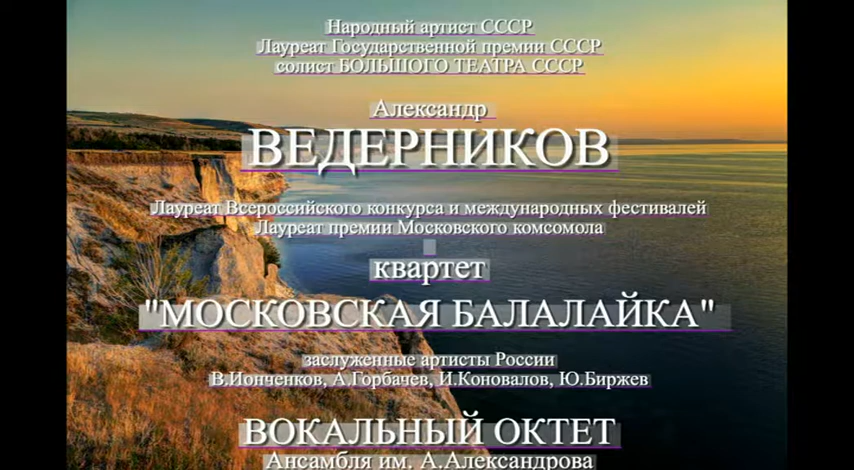 Народный артист СССР
Лауреат Государственной премии СССР
солист БОЛЬШОГО ТЕАТРА СССР
Александр
ВЕДЕРНИКОВ
Лауреат Всероссийского конкурса и международных фестивалей
Лауреат премии Московского комсомола
квартет
"МОСКОВСКАЯ БАЛАЛАЙКА"
заслуженные артисты России
В.Ионченков, А.Горбачев, И.Коновалов, Ю.Биржев
ВОКАЛЬНЫЙ ОКТЕТ
Ансамбля им. А.Александрова